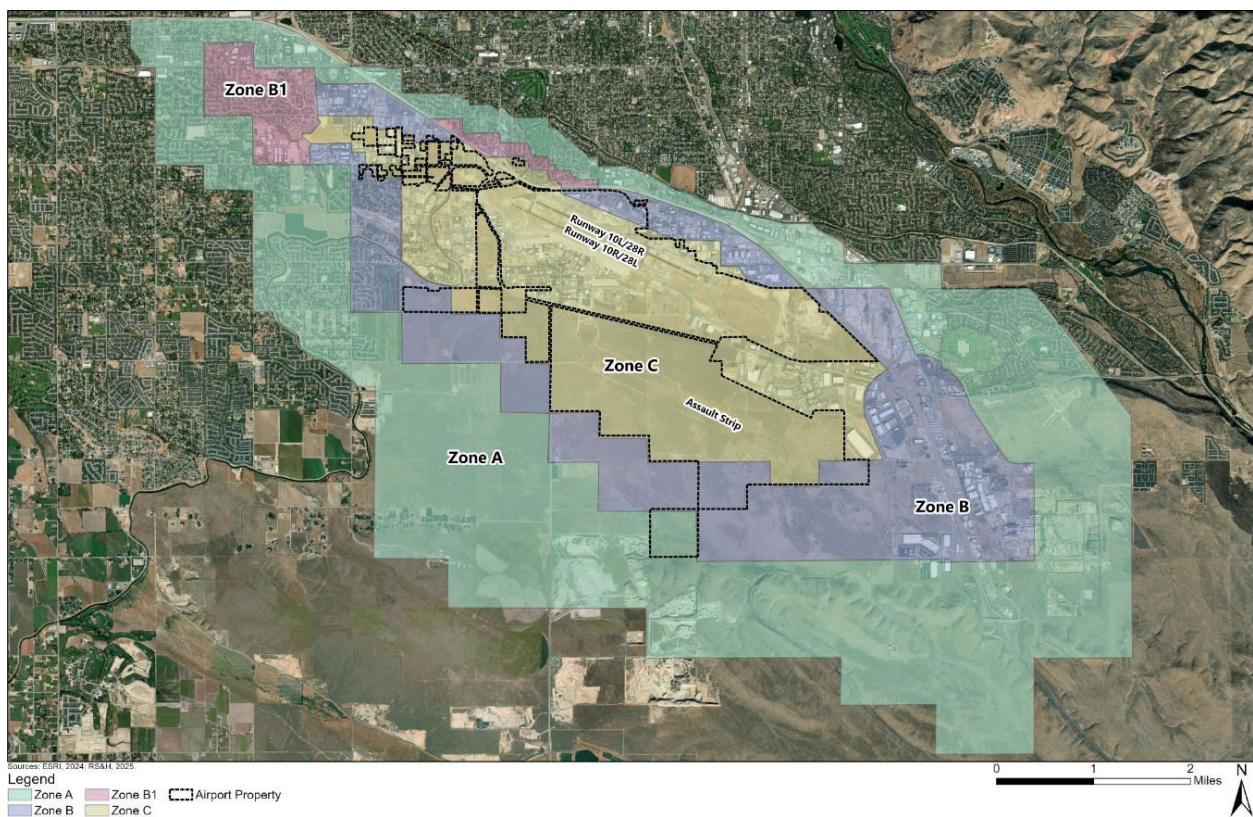 Zone B1
Runway 10L/28R
Runway 10R/28L
Zone C
Assault Strip
Zone A
Zone B
Sources: ESRI, 2024; RS&H, 2025.
Legend
Zone A
Zone B1
Airport Property
Zone B
Zone C
0 1 2
Miles
N